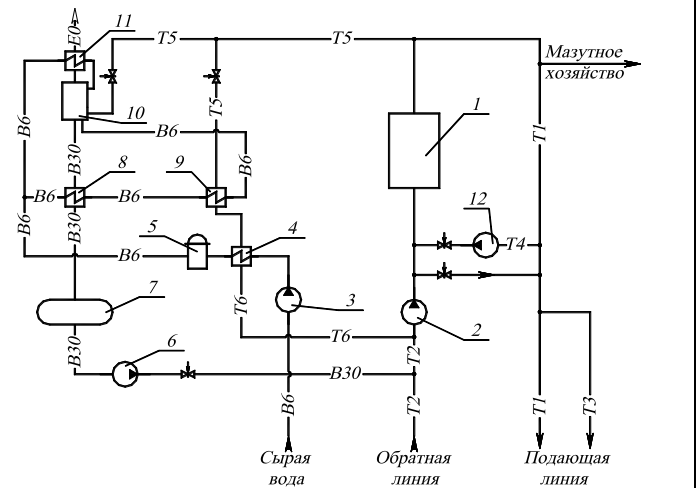 11
Е0
Т5
Т5
Мазутное
хозяйство
10
1
Т5
В6
В6
Т1
В30
В6
8
9
12
В6
В6
В6
В30
5
4
Т4
В6
7
3
Т6
2
Т6
6
В30
В30
Т2
В6
Т2
Т1
Т3
Сырая
вода
Обратная
линия
Подающая
линия